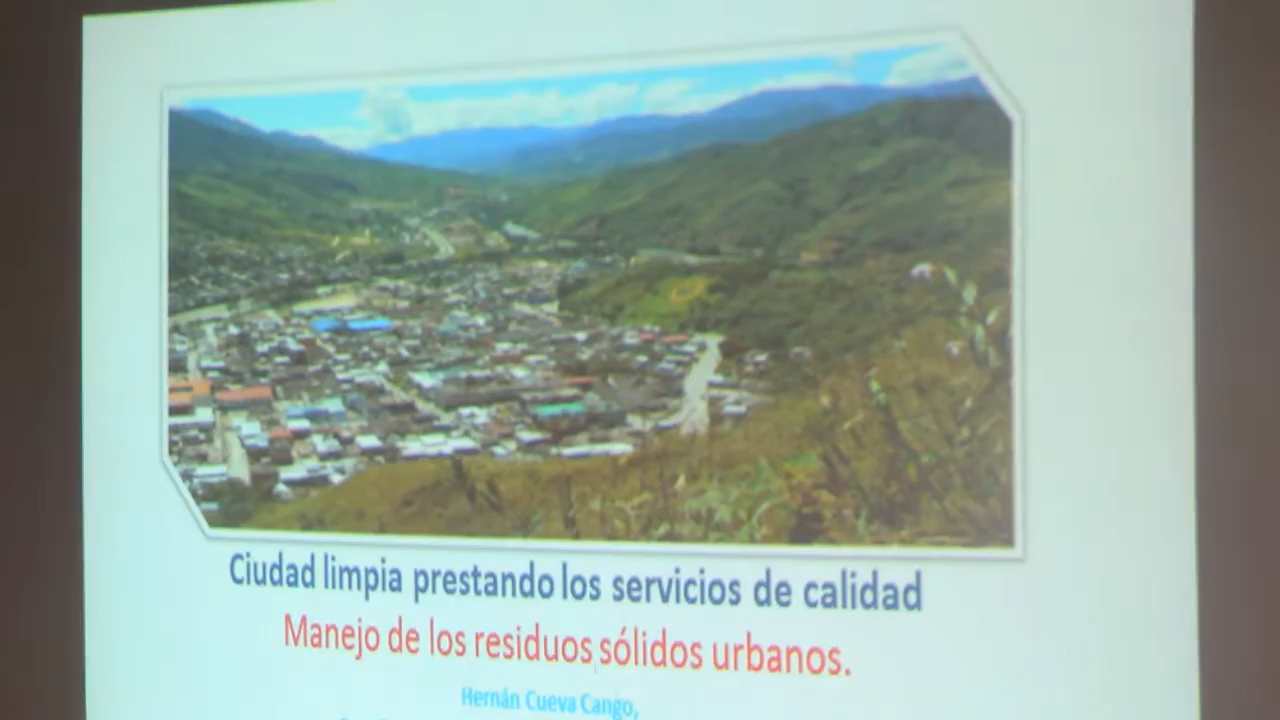 Ciudad limpia prestando los servicios de calidad
Manejo de los residuos sólidos urbanos.
Hernán Cueva Cango,